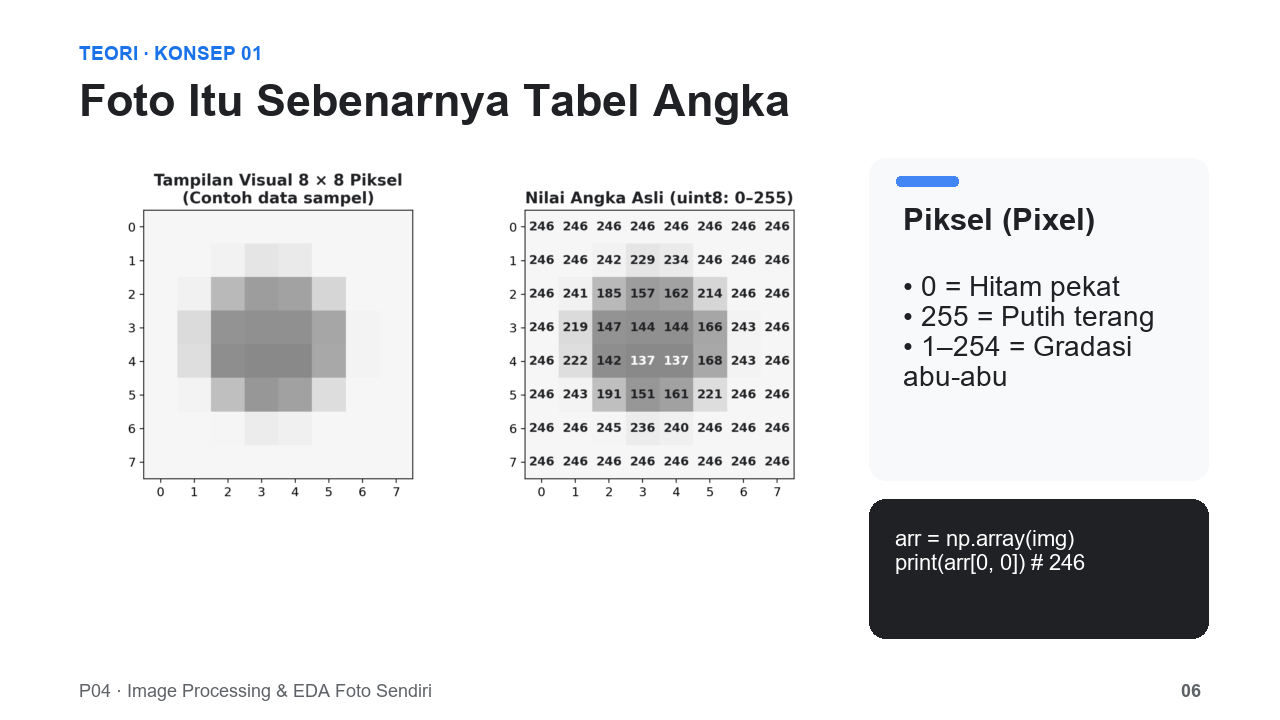 TEORI · KONSEP 01
Foto Itu Sebenarnya Tabel Angka
Tampilan Visual 8 × 8 Piksel
(Contoh data sampel)
0
1
2
3
4
5
6
7
0 1 2 3 4 5 6 7
Nilai Angka Asli (uint8: 0–255)
0 246 246 246 246 246 246 246 246
1 246 246 242 229 234 246 246 246
2 246 241 185 157 162 214 246 246
3 246 219 147 144 144 166 243 246
4 246 222 142 137 137 168 243 246
5 246 243 191 151 161 221 246 246
6 246 246 245 236 240 246 246 246
7 246 246 246 246 246 246 246 246
0 1 2 3 4 5 6 7
Piksel (Pixel)
• 0 = Hitam pekat
• 255 = Putih terang
• 1–254 = Gradasi
abu-abu
arr = np.array(img)
print(arr[0, 0]) # 246
P04 · Image Processing & EDA Foto Sendiri
06